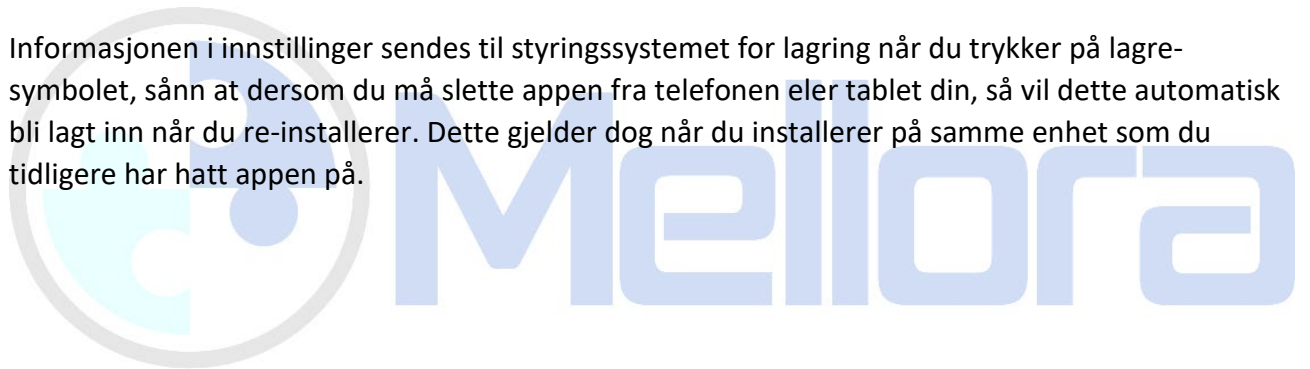 Informasjonen i innstillinger sendes til styringssystemet for lagring når du trykker på lagre-
symbolet, sånn at dersom du må slette appen fra telefonen eler tablet din, så vil dette automatisk
bli lagt inn når du re-installerer. Dette gjelder dog når du installerer på samme enhet som du
tidligere har hatt appen på.
Mellora